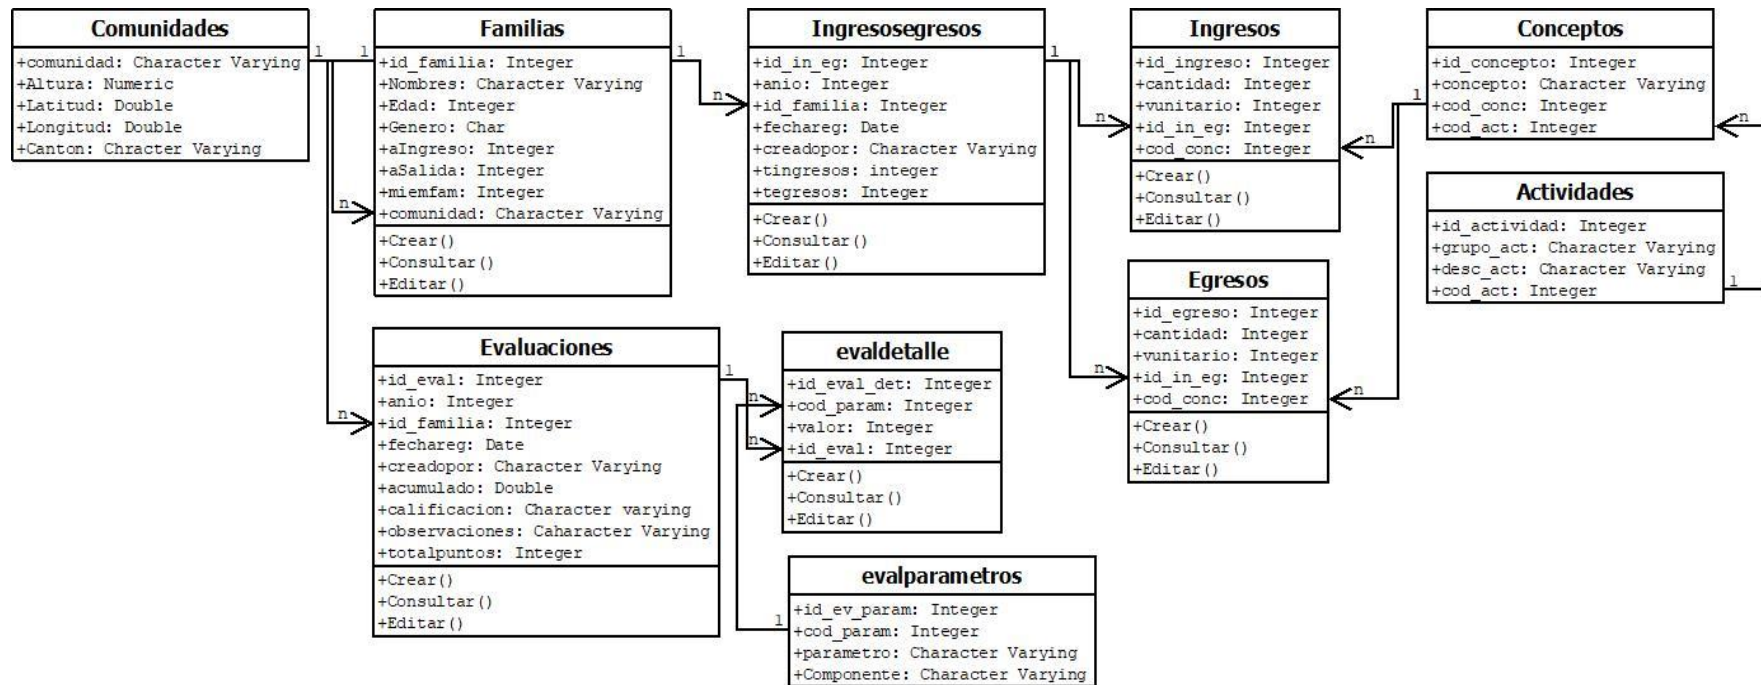 Comunidades
+comunidad: Character Varying
+Altura: Numeric
+Latitud: Double
+Longitud: Double
+Canton: Chracter Varying
1
1
n
n
Familias
+id_familia: Integer
+Nombres: Character Varying
+Edad: Integer
+Genero: Char
+aIngreso: Integer
+aSalida: Integer
+miemfam: Integer
+comunidad: Character Varying
+Crear()
+Consultar()
+Editar()
1
n
Ingresosegresos
+id_in_eg: Integer
+anio: Integer
+id_familia: Integer
+fechareg: Date
+creadopor: Character Varying
+tingresos: integer
+tegresos: Integer
+Crear()
+Consultar()
+Editar()
1
n
n
Ingresos
+id_ingreso: Integer
+cantidad: Integer
+vunitario: Integer
+id_in_eg: Integer
+cod_conc: Integer
+Crear()
+Consultar()
+Editar()
n
1
Conceptos
+id_concepto: Integer
+concepto: Character Varying
+cod_conc: Integer
+cod_act: Integer
n
Actividades
+id_actividad: Integer
+grupo_act: Character Varying
+desc_act: Character Varying
+cod_act: Integer
1
Egresos
+id_egreso: Integer
+cantidad: Integer
+vunitario: Integer
+id_in_eg: Integer
+cod_conc: Integer
+Crear()
+Consultar()
+Editar()
n
Evaluaciones
+id_eval: Integer
+anio: Integer
+id_familia: Integer
+fechareg: Date
+creadopor: Character Varying
+acumulado: Double
+calificacion: Character varying
+observaciones: Caharacter Varying
+totalpuntos: Integer
+Crear()
+Consultar()
+Editar()
1
n
n
evaldetalle
+id_eval_det: Integer
+cod_param: Integer
+valor: Integer
+id_eval: Integer
+Crear()
+Consultar()
+Editar()
1
evalparametros
+id_ev_param: Integer
+cod_param: Integer
+parametro: Character Varying
+Componente: Character Varying